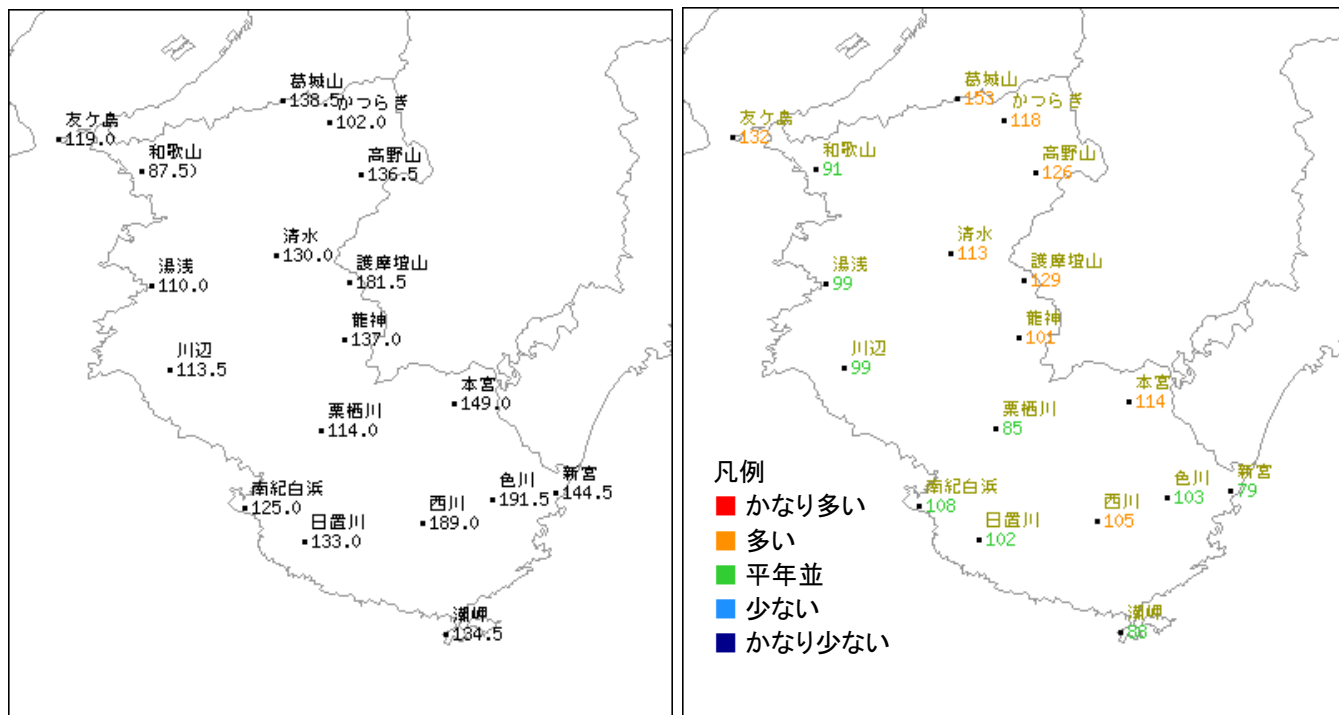 葛城山
138.5
かつらぎ
102.0
友ケ島
119.0
和歌山
87.5)
高野山
136.5
清水
130.0
湯浅
110.0
護摩壇山
181.5
龍神
137.0
川辺
113.5
本宮
149.0
栗栖川
114.0
南紀白浜
125.0
日置川
133.0
西川
189.0
色川
191.5
新宮
144.5
潮岬
134.5
葛城山
153
かつらぎ
118
友ケ島
132
和歌山
91
高野山
126
清水
113
湯浅
99
護摩壇山
129
龍神
101
川辺
99
本宮
114
栗栖川
85
南紀白浜
108
日置川
102
西川
105
色川
103
新宮
79
潮岬
88
凡例
かなり多い
多い
平年並
少ない
かなり少ない